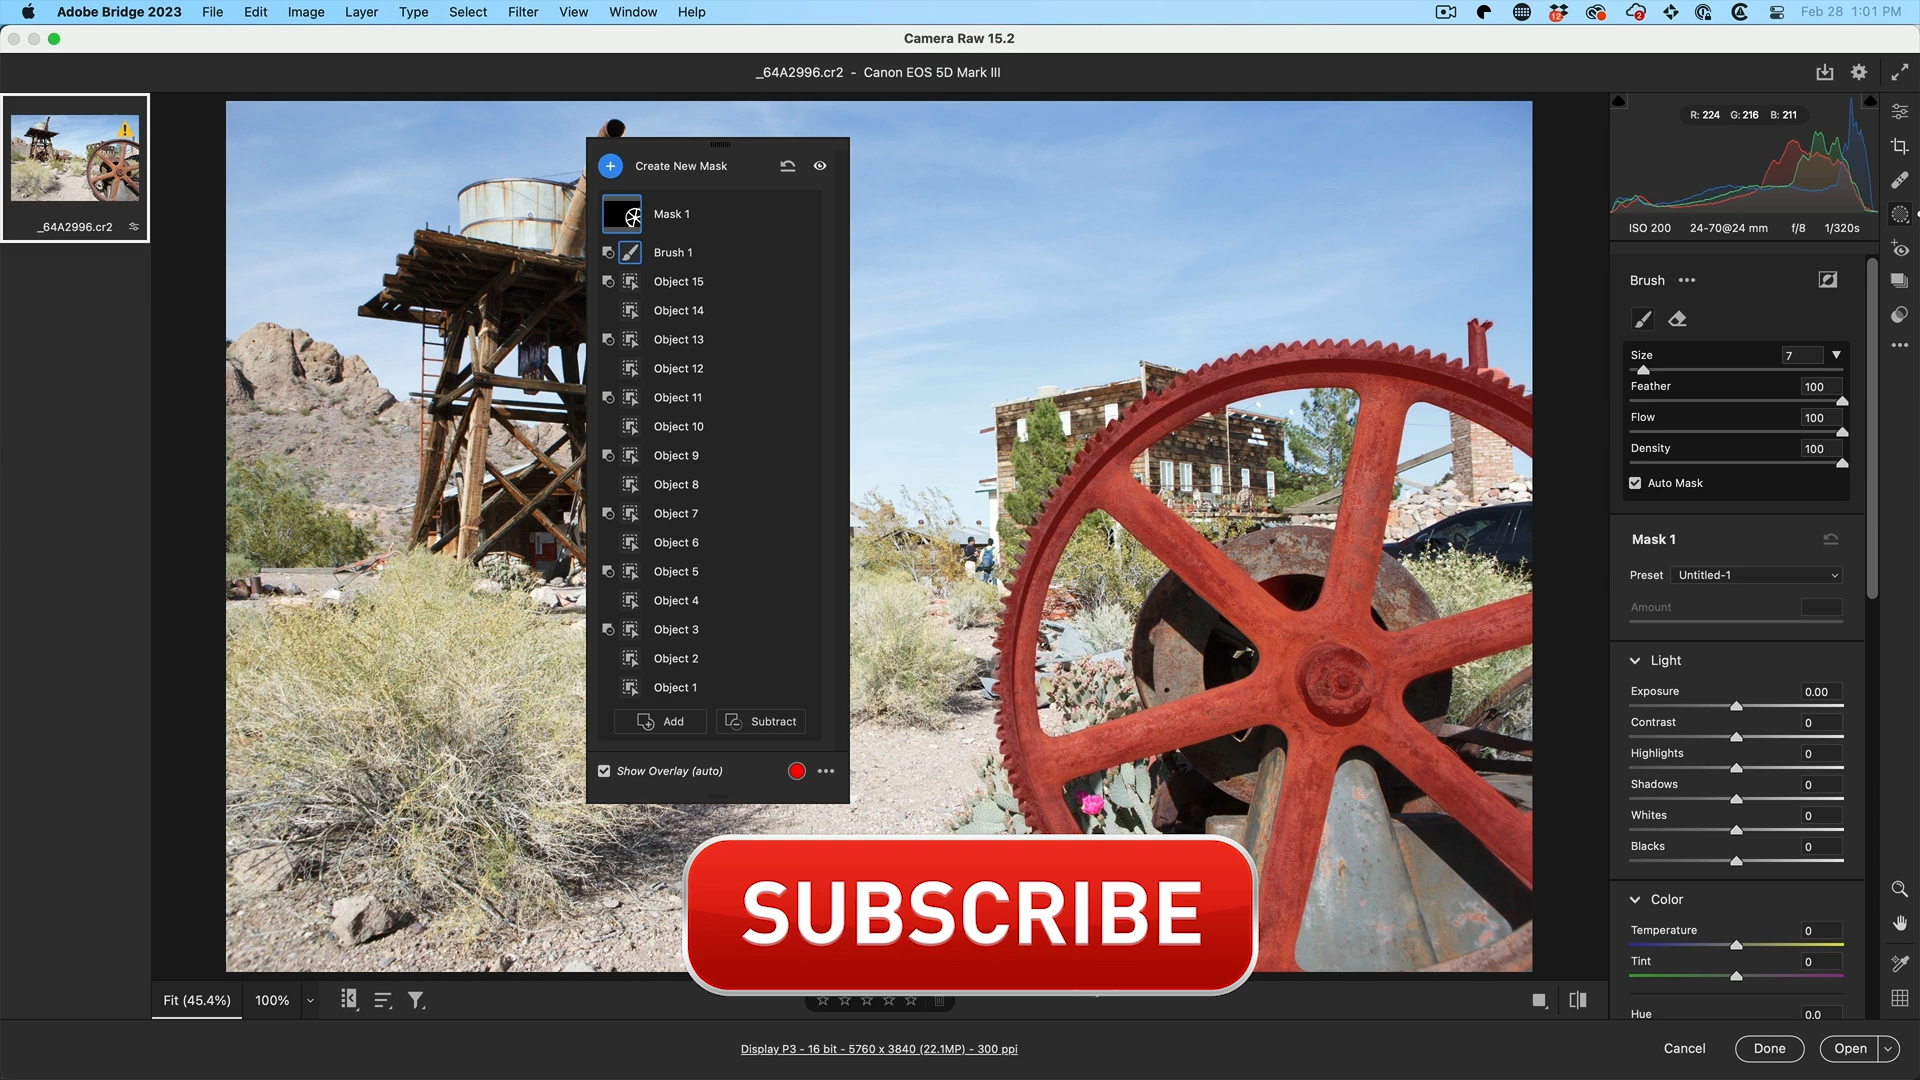 Adobe Bridge 2023 File Edit Image Layer Type Select Filter View Window Help
12 2 Feb 28 1:01 PM
Camera Raw 15.2
_64A2996.cr2 - Canon EOS 5D Mark III
_64A2996.cr2
Create New Mask
Mask 1
Brush 1
Object 15
Object 14
Object 13
Object 12
Object 11
Object 10
Object 9
Object 8
Object 7
Object 6
Object 5
Object 4
Object 3
Object 2
Object 1
Add Subtract
Show Overlay (auto)
R: 224 G: 216 B: 211
ISO 200 24-70@24 mm f/8 1/320s
Brush
Size 7
Feather 100
Flow 100
Density 100
Auto Mask
Mask 1
Preset Untitled-1
Amount
Light
Exposure 0.00
Contrast 0
Highlights 0
Shadows 0
Whites 0
Blacks 0
Color
Temperature 0
Tint 0
Hue 0.0
SUBSCRIBE
Fit (45.4%) 100%
Display P3 - 16 bit - 5760 x 3840 (22.1MP) - 300 ppi
Cancel Done Open